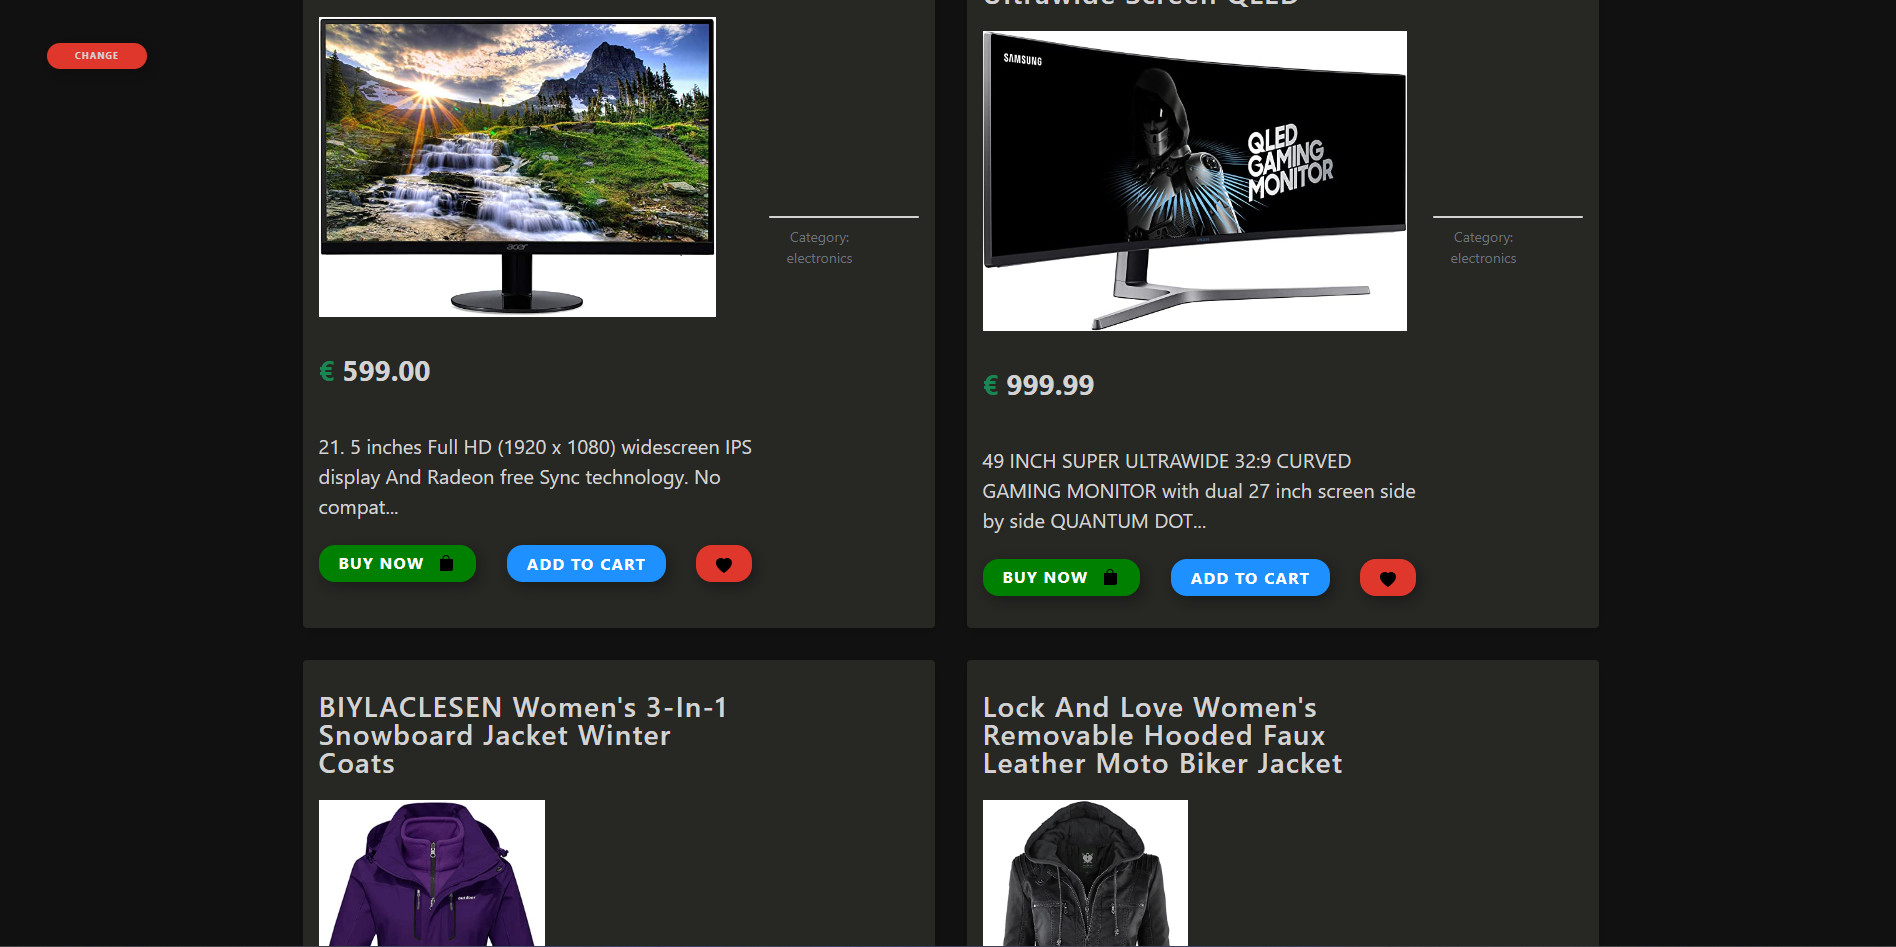 CHANGE
acer
Category:
electronics
€ 599.00
21. 5 inches Full HD (1920 x 1080) widescreen IPS
display And Radeon free Sync technology. No
compat...
BUY NOW
ADD TO CART
Ultrawide Screen QLED
SAMSUNG
QLED
GAMING
MONITOR
Category:
electronics
€ 999.99
49 INCH SUPER ULTRAWIDE 32:9 CURVED
GAMING MONITOR with dual 27 inch screen side
by side QUANTUM DOT...
BUY NOW
ADD TO CART
BIYLACLESEN Women's 3-In-1
Snowboard Jacket Winter
Coats
Lock And Love Women's
Removable Hooded Faux
Leather Moto Biker Jacket